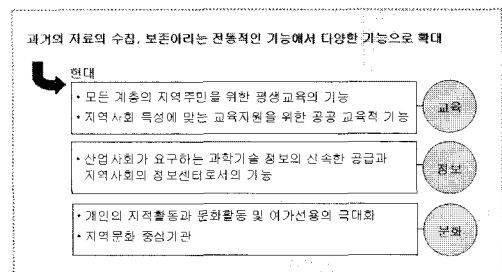 과거의 자료의 수집, 보존이라는 전통적인 기능에서 다양한 기능으로 확대
현대
• 모든 계층의 지역주민을 위한 평생교육의 기능
• 지역사회 특성에 맞는 교육지원을 위한 공공 교육적 기능
교육
• 산업사회가 요구하는 과학기술 정보의 신속한 공급과
지역사회의 정보센터로서의 기능
정보
• 개인의 지적활동과 문화활동 및 여가선용의 극대화
• 지역문화 중심기관
문화